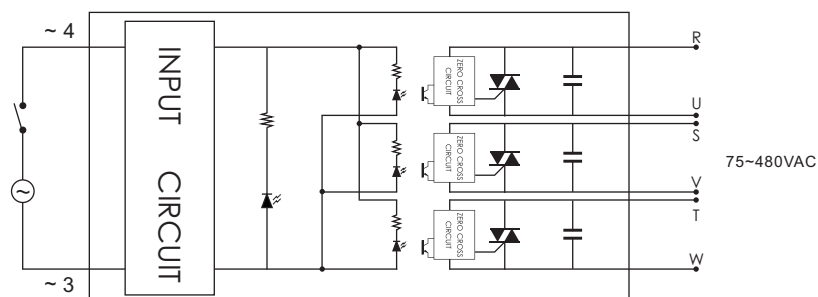 ~ 4
INPUT CIRCUIT
ZERO CROSS
CIRCUIT
R
U
ZERO CROSS
CIRCUIT
S
V
75~480VAC
ZERO CROSS
CIRCUIT
T
W
~
~ 3